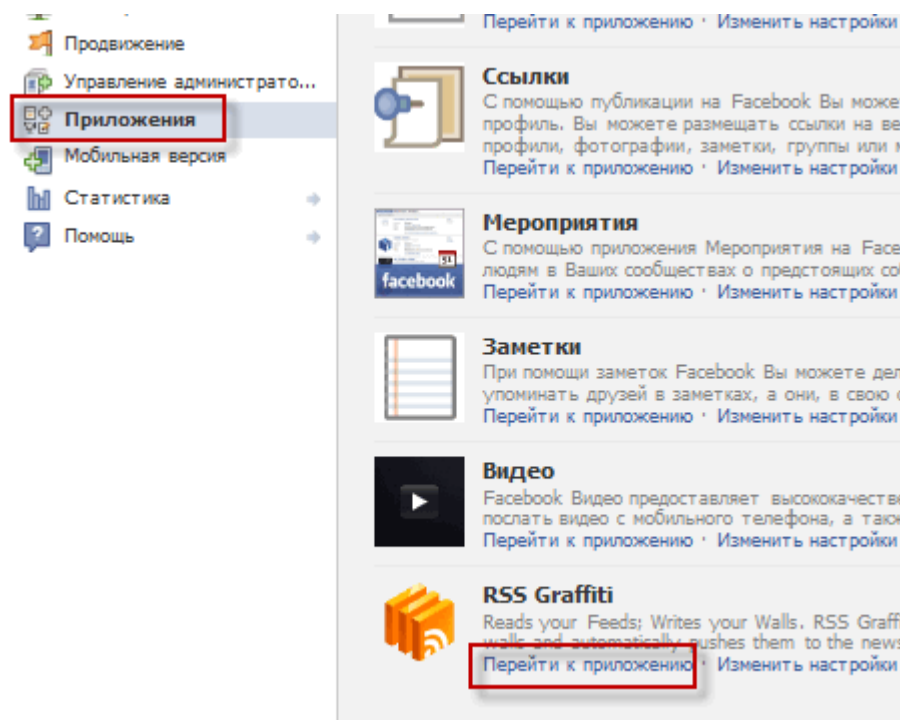 Продвижение
Управление администрато...
Приложения
Мобильная версия
Статистика
Помощь
Перейти к приложению · Изменить настройки
Ссылки
С помощью публикации на Facebook Вы може
профиль. Вы можете размещать ссылки на ве
профили, фотографии, заметки, группы или
Перейти к приложению · Изменить настройки
31
facebook
Мероприятия
С помощью приложения Мероприятия на Face
людям в Ваших сообществах о предстоящих со
Перейти к приложению · Изменить настройки
Заметки
При помощи заметок Facebook Вы можете дел
упоминать друзей в заметках, а они, в свою
Перейти к приложению · Изменить настройки
Видео
Facebook Видео предоставляет высококачеств
послать видео с мобильного телефона, а так
Перейти к приложению · Изменить настройки
RSS Graffiti
Reads your Feeds; Writes your Walls. RSS Graff
walls and automatically pushes them to the news
Перейти к приложению · Изменить настройки